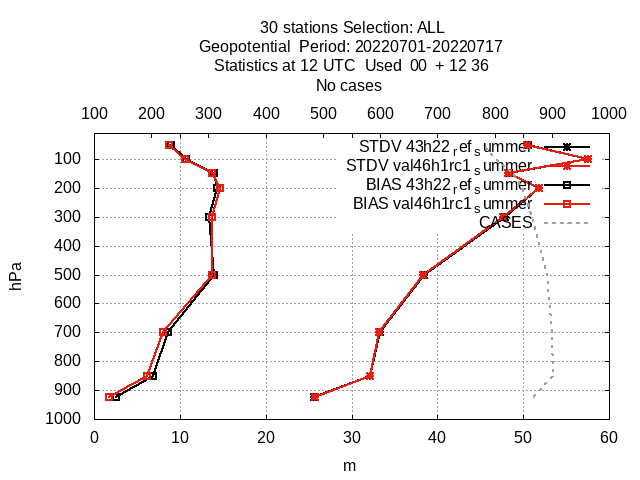 30 stations Selection: ALL
Geopotential  Period: 20220701-20220717
Statistics at 12 UTC  Used  00  + 12 36
No cases
100 200 300 400 500 600 700 800 900 1000
STDV 43h22_ref_summer
STDV val46h1rc1_summer
BIAS 43h22_ref_summer
BIAS val46h1rc1_summer
CASES
hPa
100
200
300
400
500
600
700
800
900
1000
0 10 20 30 40 50 60
m